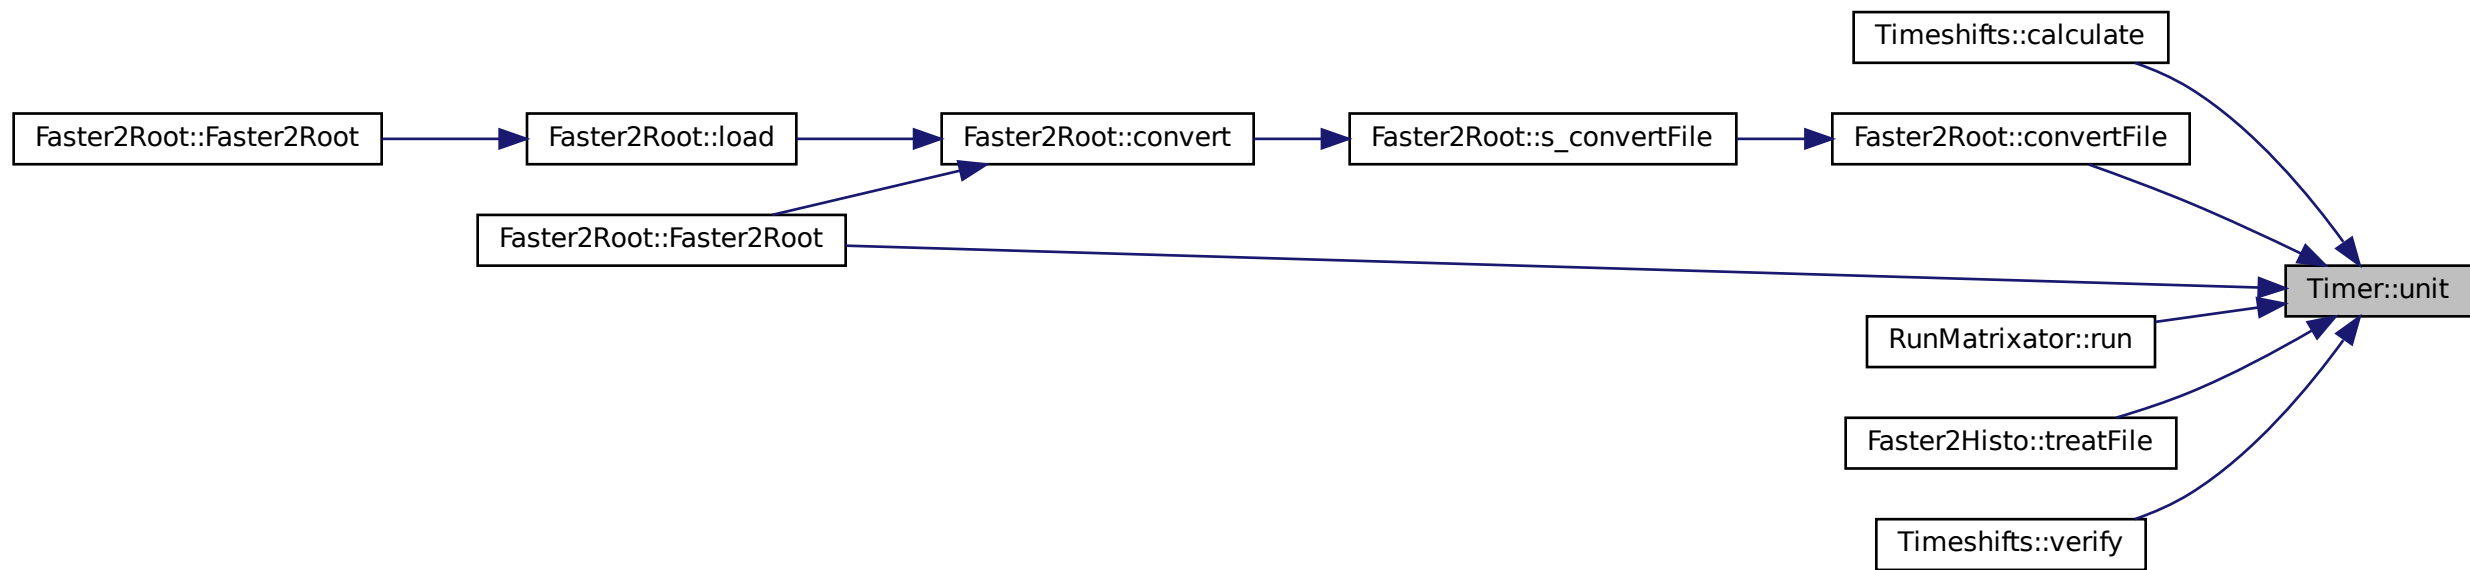 Timeshifts::calculate
Faster2Root::Faster2Root
Faster2Root::load
Faster2Root::convert
Faster2Root::s_convertFile
Faster2Root::convertFile
Faster2Root::Faster2Root
Timer::unit
RunMatrixator::run
Faster2Histo::treatFile
Timeshifts::verify